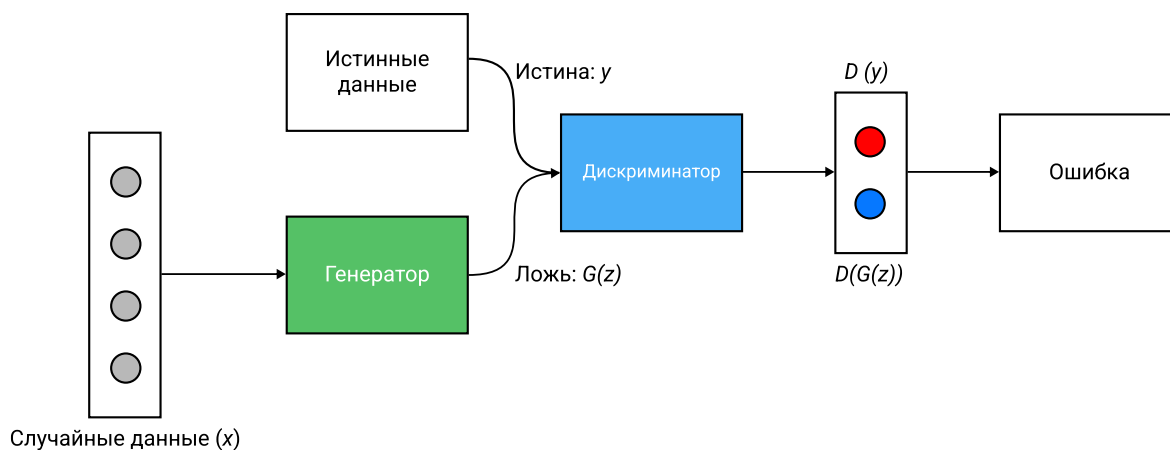 Истинные
данные
Истина: y
D (y)
Дискриминатор
Ошибка
Генератор
Ложь: G(z)
D(G(z))
Случайные данные (x)